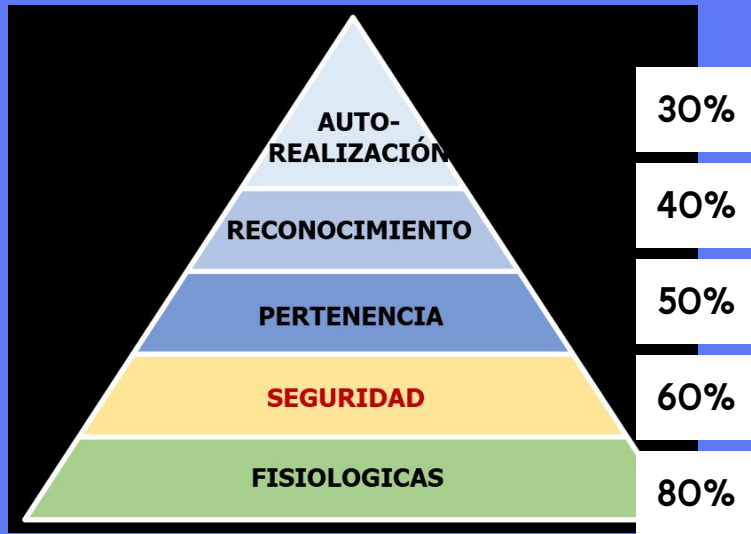 AUTO-
REALIZACIÓN
30%
RECONOCIMIENTO
40%
PERTENENCIA
50%
SEGURIDAD
60%
FISIOLOGICAS
80%